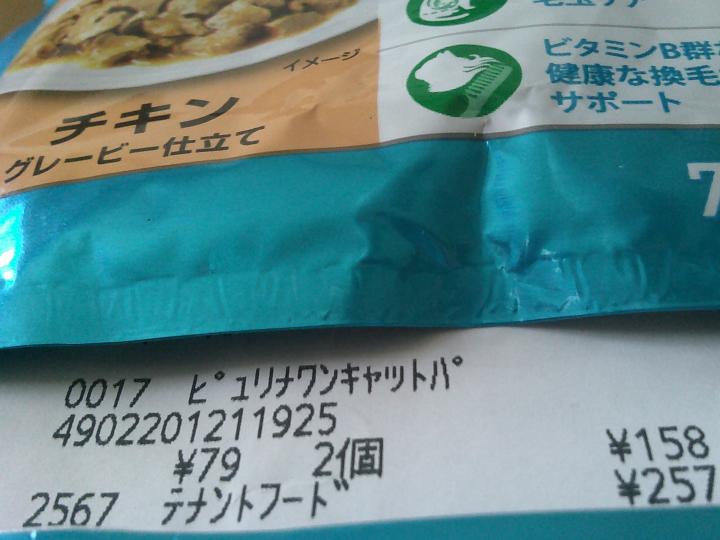 イメージ
チキン
グレービー仕立て
毛玉ケア
ビタミンB群
健康な換毛
サポート
7
0017 ピュリナワンキャットパ
4902201211925
¥79 2個 ¥158
2567 テナントフード ¥257